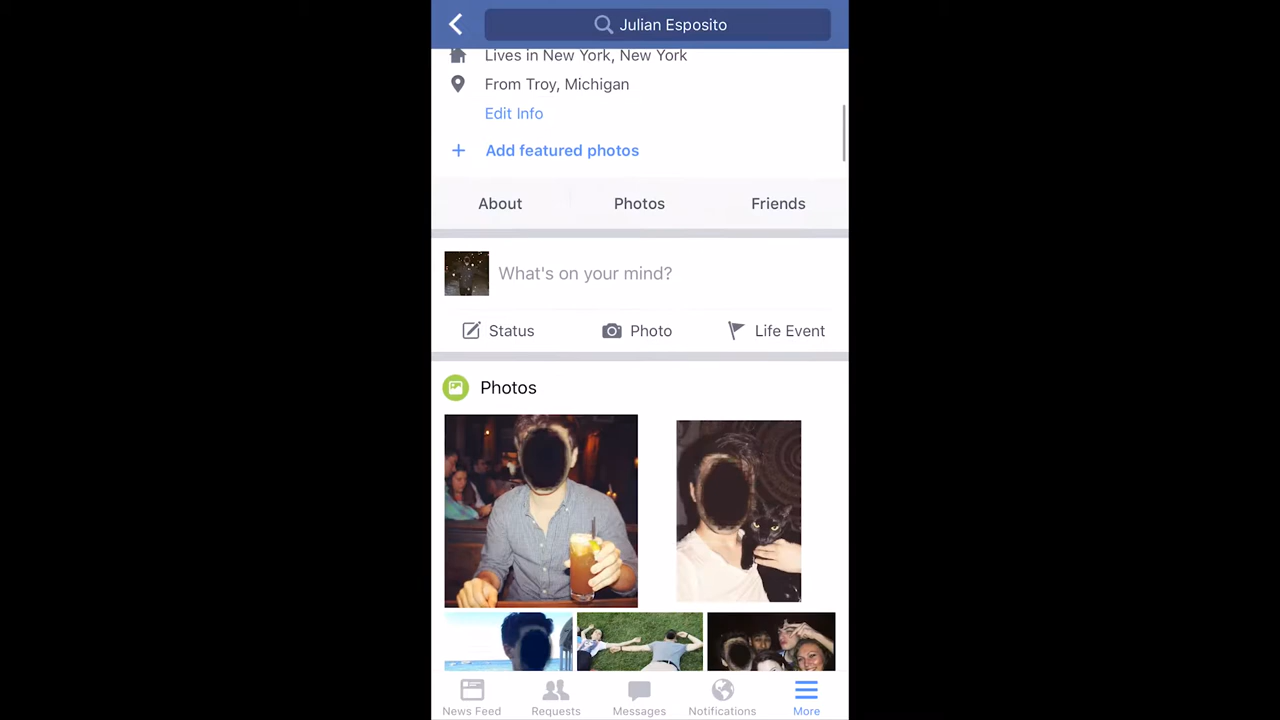 Julian Esposito
Lives in New York, New York
From Troy, Michigan
Edit Info
+ Add featured photos
About Photos Friends
What's on your mind?
Status Photo Life Event
Photos
News Feed Requests Messages Notifications More